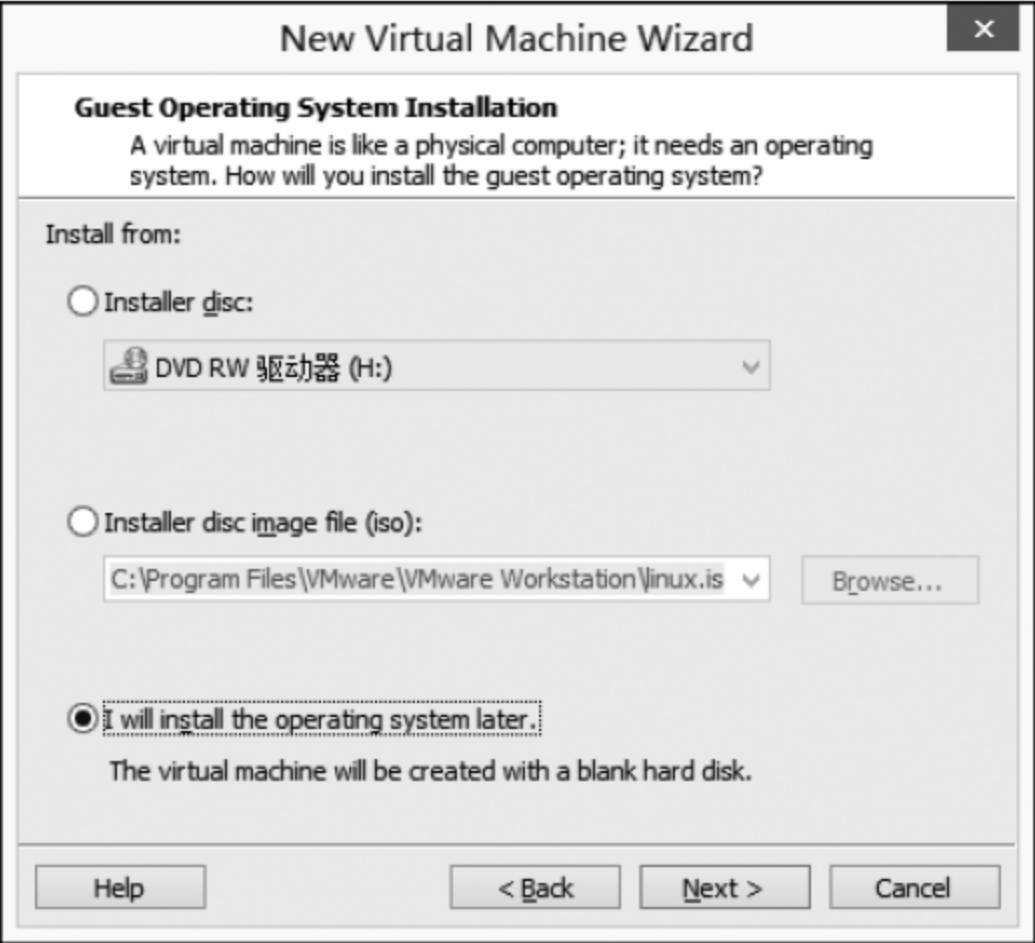 New Virtual Machine Wizard
Guest Operating System Installation
A virtual machine is like a physical computer; it needs an operating
system. How will you install the guest operating system?
Install from:
Installer disc:
DVD RW 驱动器 (H:)
Installer disc image file (iso):
C:\Program Files\VMware\VMware Workstation\linux.is
Browse...
I will install the operating system later.
The virtual machine will be created with a blank hard disk.
Help
< Back
Next >
Cancel